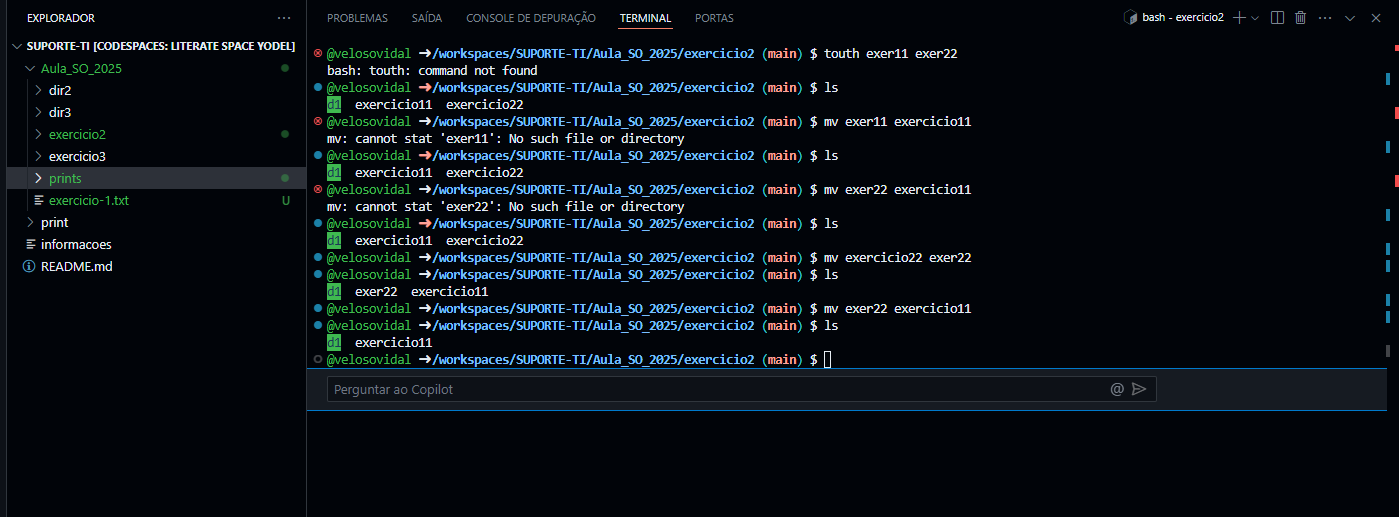 EXPLORADOR ···
SUPORTE-TI [CODESPACES: LITERATE SPACE YODEL]
Aula_SO_2025
dir2
dir3
exercicio2
exercicio3
prints
exercicio-1.txt U
print
informacoes
README.md
PROBLEMAS SAÍDA CONSOLE DE DEPURAÇÃO TERMINAL PORTAS bash - exercicio2
@velosovidal ➜/workspaces/SUPORTE-TI/Aula_SO_2025/exercicio2 (main) $ touth exer11 exer22
bash: touth: command not found
@velosovidal ➜/workspaces/SUPORTE-TI/Aula_SO_2025/exercicio2 (main) $ ls
d1 exercicio11 exercicio22
@velosovidal ➜/workspaces/SUPORTE-TI/Aula_SO_2025/exercicio2 (main) $ mv exer11 exercicio11
mv: cannot stat 'exer11': No such file or directory
@velosovidal ➜/workspaces/SUPORTE-TI/Aula_SO_2025/exercicio2 (main) $ ls
d1 exercicio11 exercicio22
@velosovidal ➜/workspaces/SUPORTE-TI/Aula_SO_2025/exercicio2 (main) $ mv exer22 exercicio11
mv: cannot stat 'exer22': No such file or directory
@velosovidal ➜/workspaces/SUPORTE-TI/Aula_SO_2025/exercicio2 (main) $ ls
d1 exercicio11 exercicio22
@velosovidal ➜/workspaces/SUPORTE-TI/Aula_SO_2025/exercicio2 (main) $ mv exercicio22 exer22
@velosovidal ➜/workspaces/SUPORTE-TI/Aula_SO_2025/exercicio2 (main) $ ls
d1 exer22 exercicio11
@velosovidal ➜/workspaces/SUPORTE-TI/Aula_SO_2025/exercicio2 (main) $ mv exer22 exercicio11
@velosovidal ➜/workspaces/SUPORTE-TI/Aula_SO_2025/exercicio2 (main) $ ls
d1 exercicio11
@velosovidal ➜/workspaces/SUPORTE-TI/Aula_SO_2025/exercicio2 (main) $
Perguntar ao Copilot @